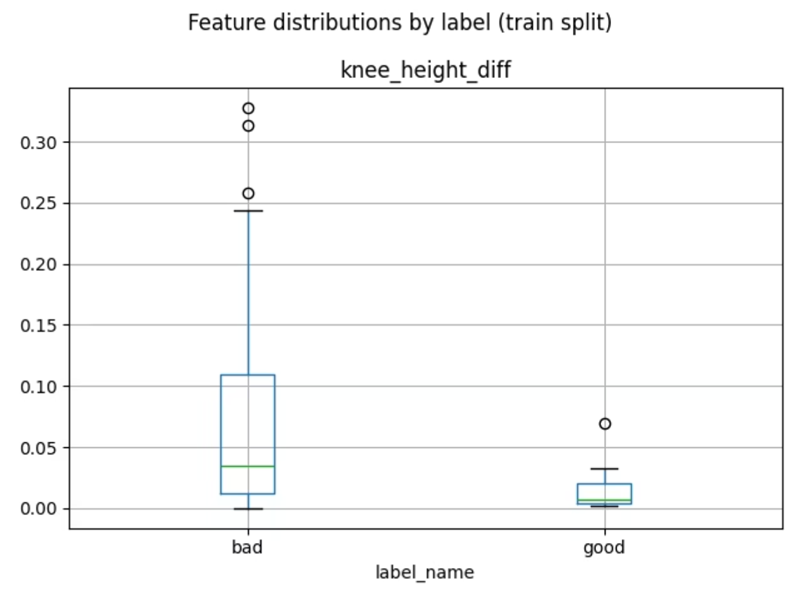 Feature distributions by label (train split)
knee_height_diff
0.30
0.25
0.20
0.15
0.10
0.05
0.00
bad good
label_name